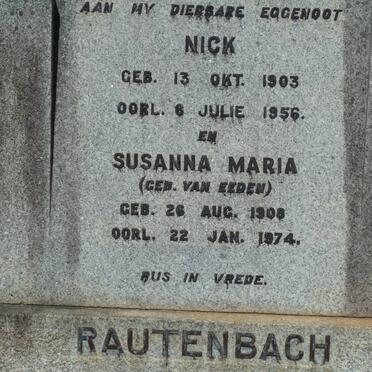 AAN MY DIERBARE EGGENOOT
NICK
GEB. 13 OKT. 1903
OORL. 6 JULIE 1956.
EN
SUSANNA MARIA
(GEB. VAN EEDEN)
GEB. 26 AUG. 1908
OORL. 22 JAN. 1974.
RUS IN VREDE.
RAUTENBACH